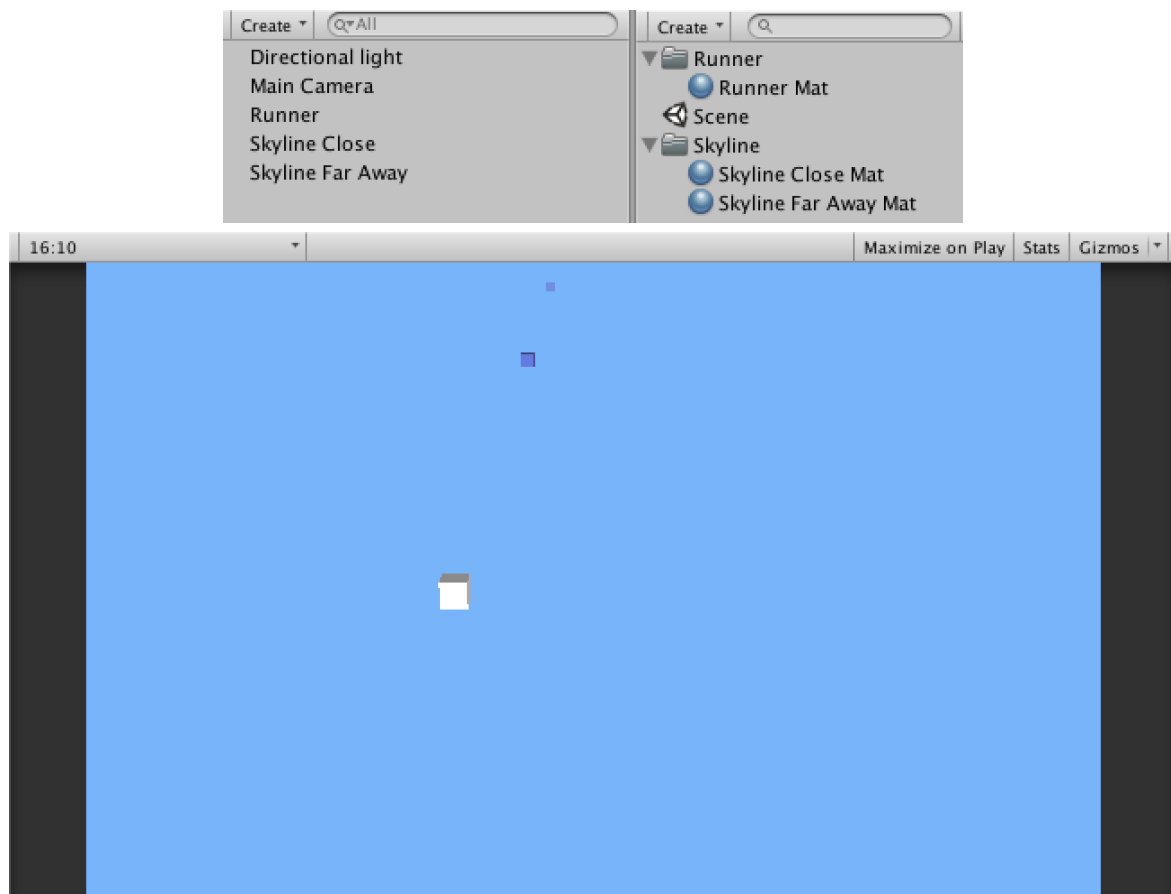 Create
All
Directional light
Main Camera
Runner
Skyline Close
Skyline Far Away
Create
Runner
Runner Mat
Scene
Skyline
Skyline Close Mat
Skyline Far Away Mat
16:10
Maximize on Play
Stats
Gizmos